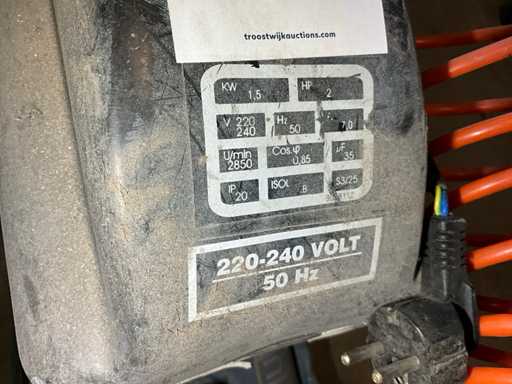 troostwijkauctions.com
KW 1,5 HP 2
V 220 240 Hz 50 7,0
U/min 2850 Cos.φ 0,85 µF 35
IP 20 ISOL B S3/25
220-240 VOLT
50 Hz